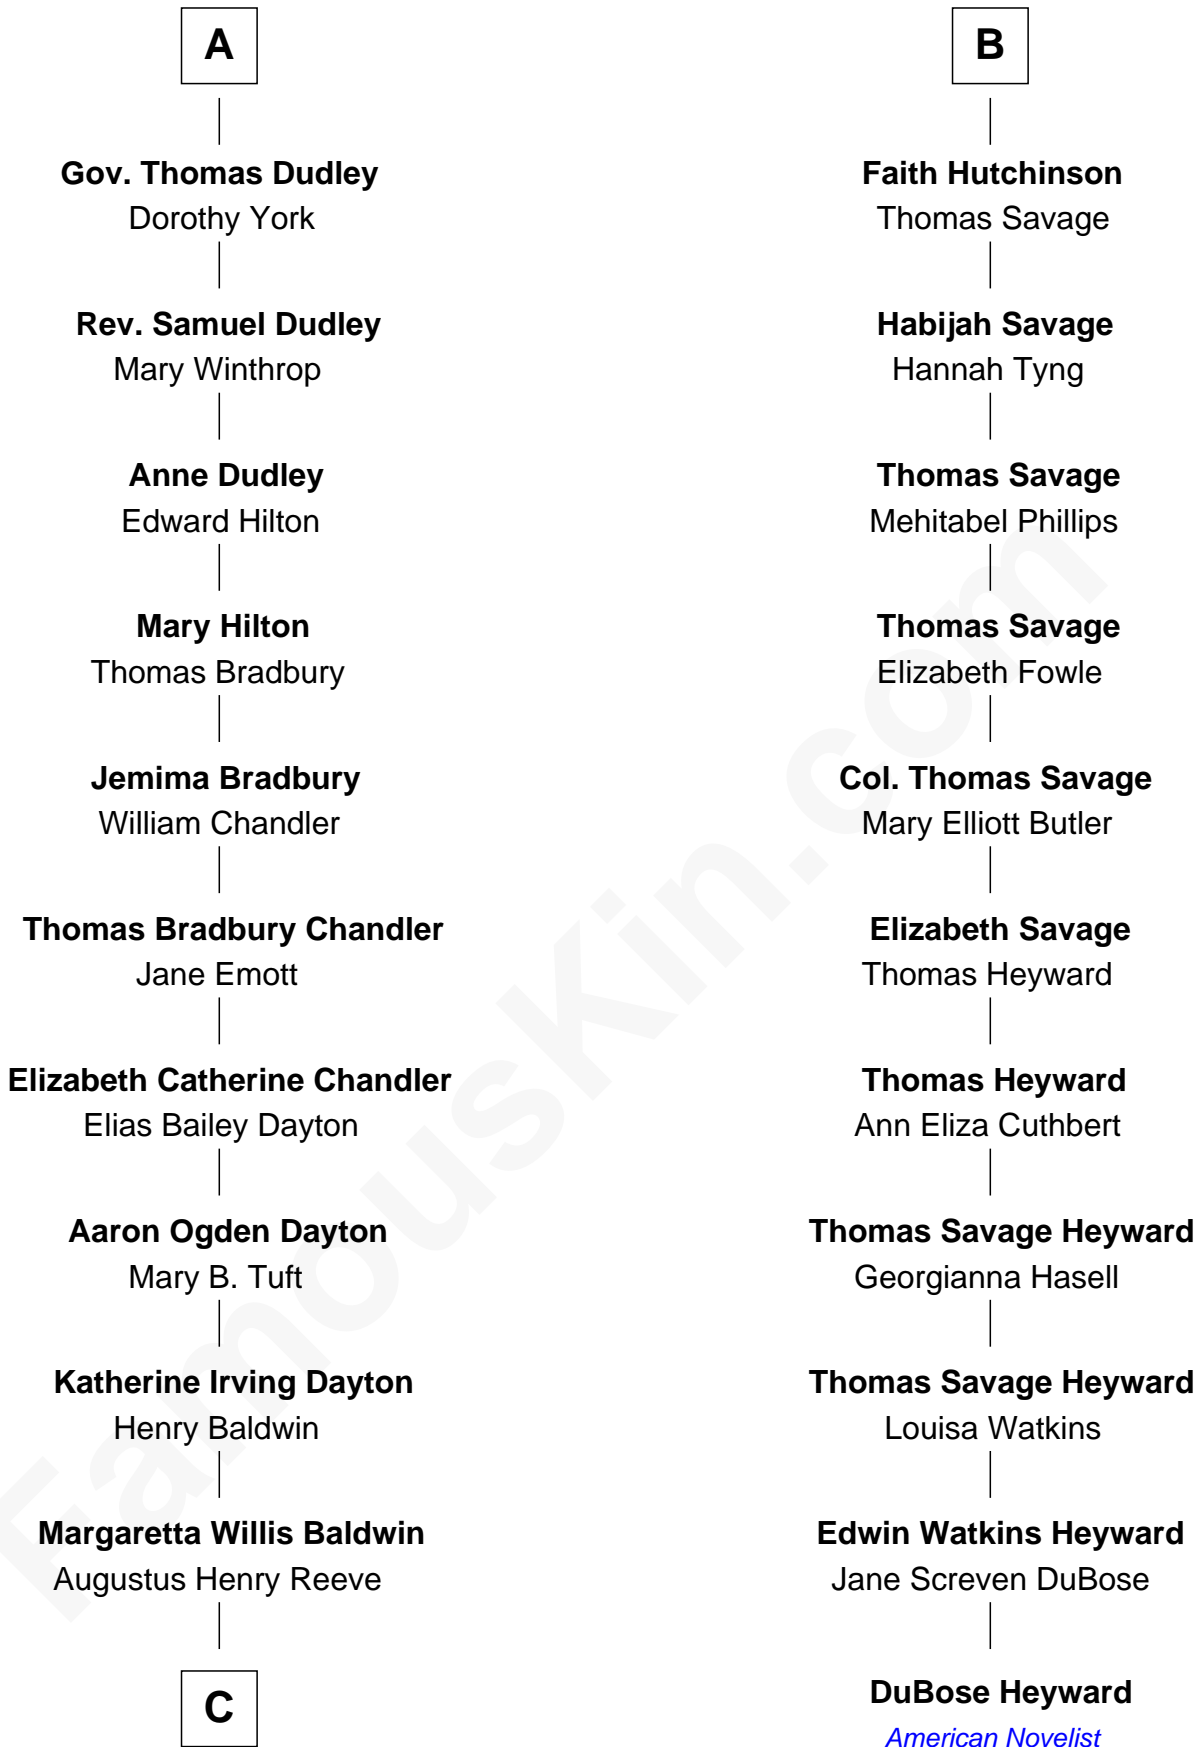 A
Gov. Thomas Dudley
Dorothy York
Rev. Samuel Dudley
Mary Winthrop
Anne Dudley
Edward Hilton
Mary Hilton
Thomas Bradbury
Jemima Bradbury
William Chandler
Thomas Bradbury Chandler
Jane Emott
Elizabeth Catherine Chandler
Elias Bailey Dayton
Aaron Ogden Dayton
Mary B. Tuft
Katherine Irving Dayton
Henry Baldwin
Margaretta Willis Baldwin
Augustus Henry Reeve
C
B
Faith Hutchinson
Thomas Savage
Habijah Savage
Hannah Tyng
Thomas Savage
Mehitabel Phillips
Thomas Savage
Elizabeth Fowle
Col. Thomas Savage
Mary Elliott Butler
Elizabeth Savage
Thomas Heyward
Thomas Heyward
Ann Eliza Cuthbert
Thomas Savage Heyward
Georgianna Hasell
Thomas Savage Heyward
Louisa Watkins
Edwin Watkins Heyward
Jane Screven DuBose
DuBose Heyward
American Novelist
FamousKin.com